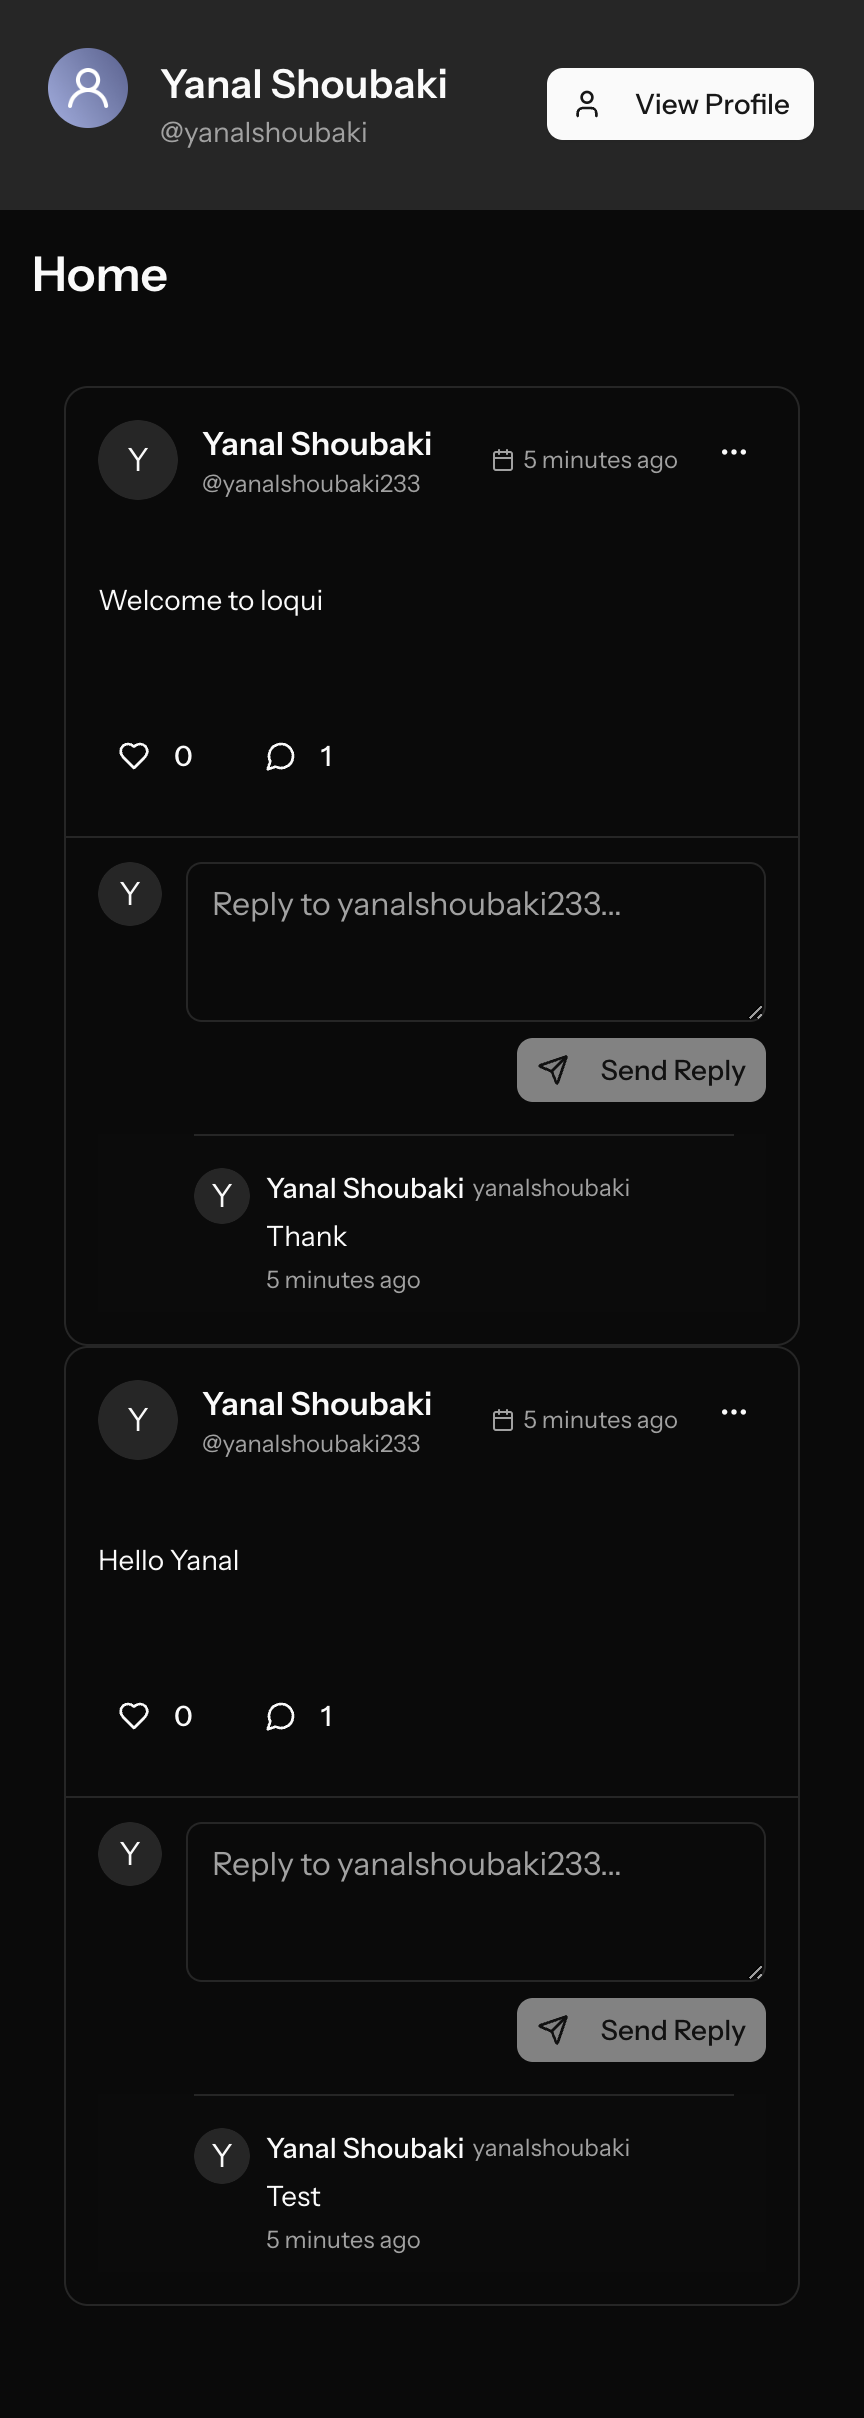 Yanal Shoubaki
@yanalshoubaki
View Profile
Home
Y
Yanal Shoubaki
@yanalshoubaki233
5 minutes ago
Welcome to loqui
0
1
Y
Reply to yanalshoubaki233...
Send Reply
Y
Yanal Shoubaki yanalshoubaki
Thank
5 minutes ago
Y
Yanal Shoubaki
@yanalshoubaki233
5 minutes ago
Hello Yanal
0
1
Y
Reply to yanalshoubaki233...
Send Reply
Y
Yanal Shoubaki yanalshoubaki
Test
5 minutes ago